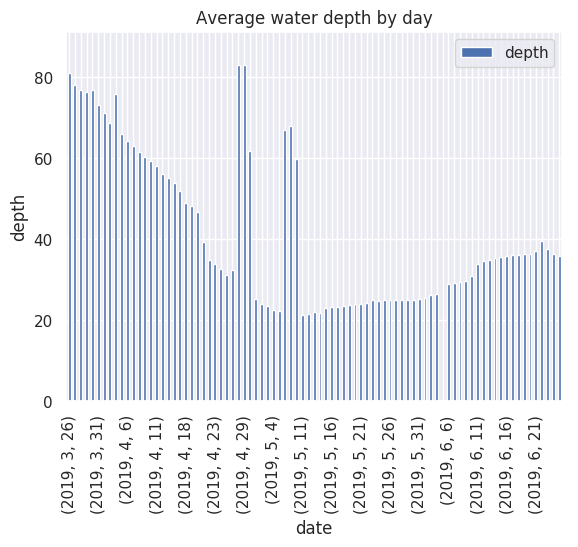 Average water depth by day
depth
depth
80
60
40
20
0
(2019, 3, 26)
(2019, 3, 31)
(2019, 4, 6)
(2019, 4, 11)
(2019, 4, 18)
(2019, 4, 23)
(2019, 4, 29)
(2019, 5, 4)
(2019, 5, 11)
(2019, 5, 16)
(2019, 5, 21)
(2019, 5, 26)
(2019, 5, 31)
(2019, 6, 6)
(2019, 6, 11)
(2019, 6, 16)
(2019, 6, 21)
date